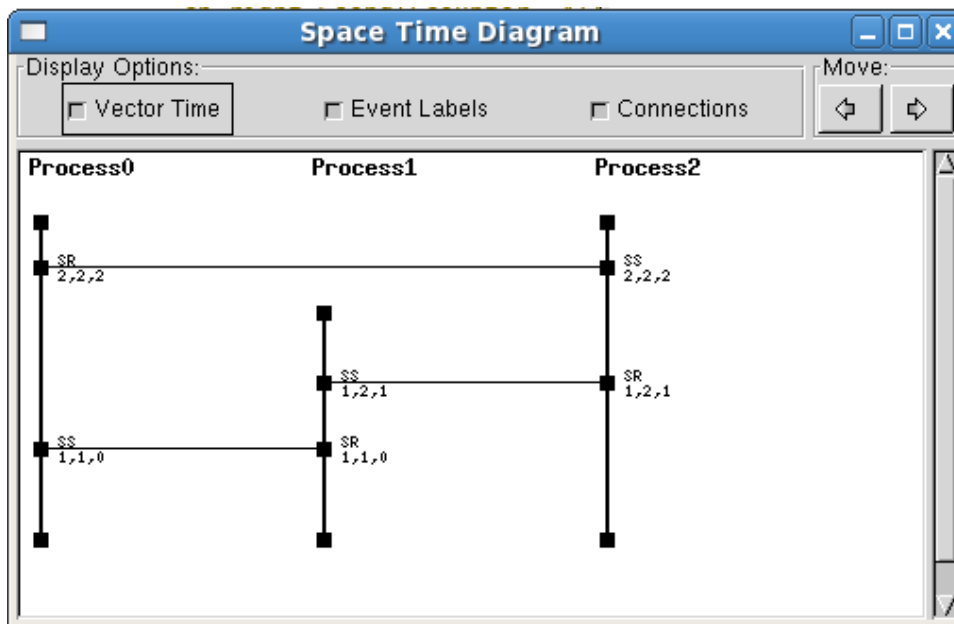 Space Time Diagram
Display Options: Move:
Vector Time Event Labels Connections
Process0 Process1 Process2
SR SS
2,2,2 2,2,2
SS SR
1,2,1 1,2,1
SS SR
1,1,0 1,1,0